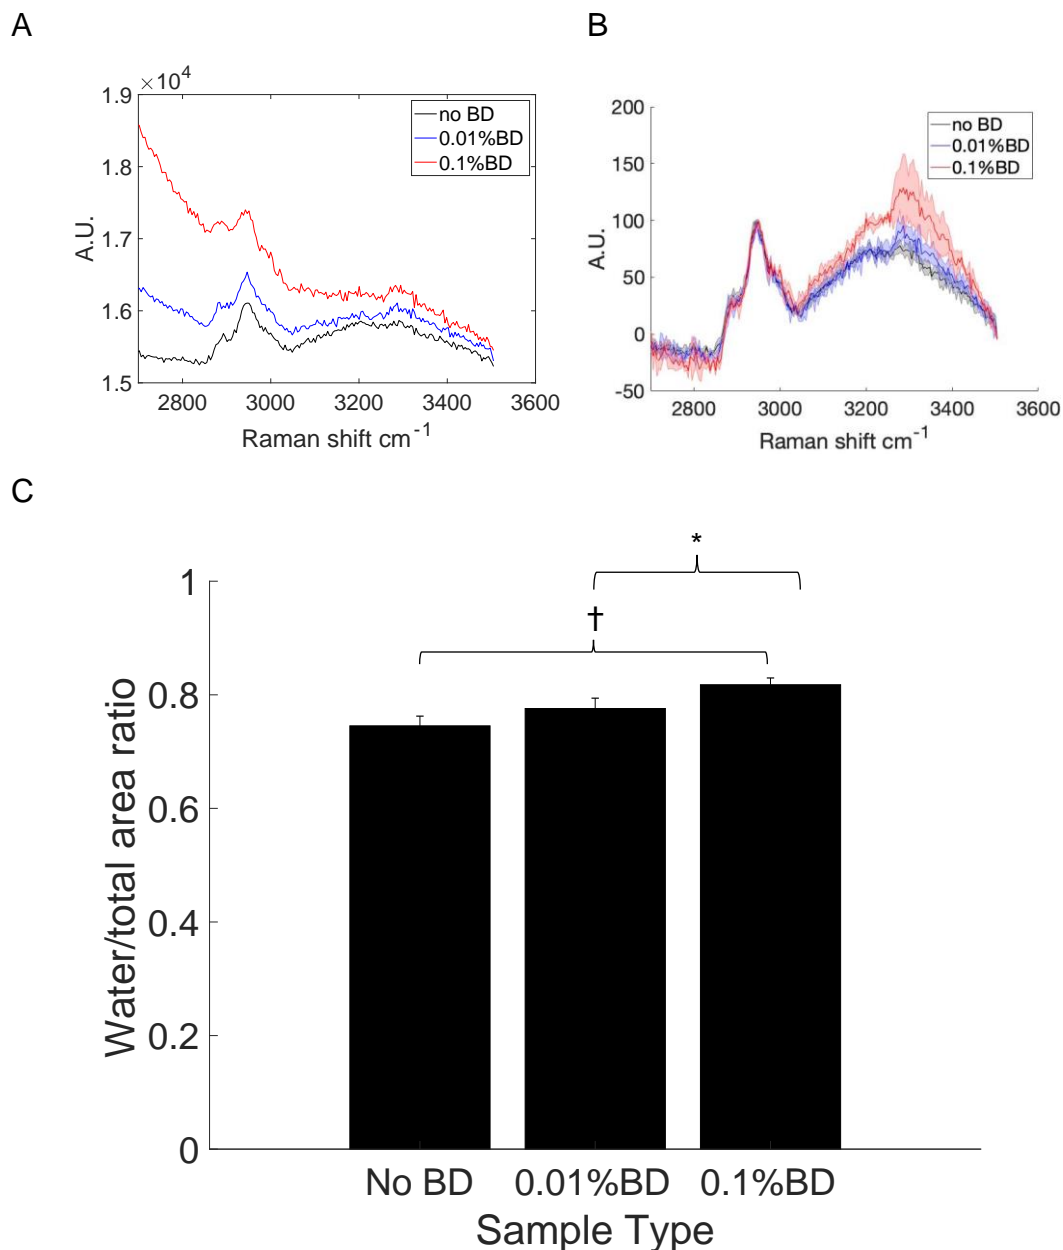 A
×10⁴
1.9
1.8
1.7
1.6
1.5
A.U.
2800 3000 3200 3400 3600
Raman shift cm⁻¹
no BD
0.01%BD
0.1%BD
B
200
150
100
50
0
-50
A.U.
2800 3000 3200 3400 3600
Raman shift cm⁻¹
no BD
0.01%BD
0.1%BD
C
*
†
1
0.8
0.6
0.4
0.2
0
Water/total area ratio
No BD 0.01%BD 0.1%BD
Sample Type